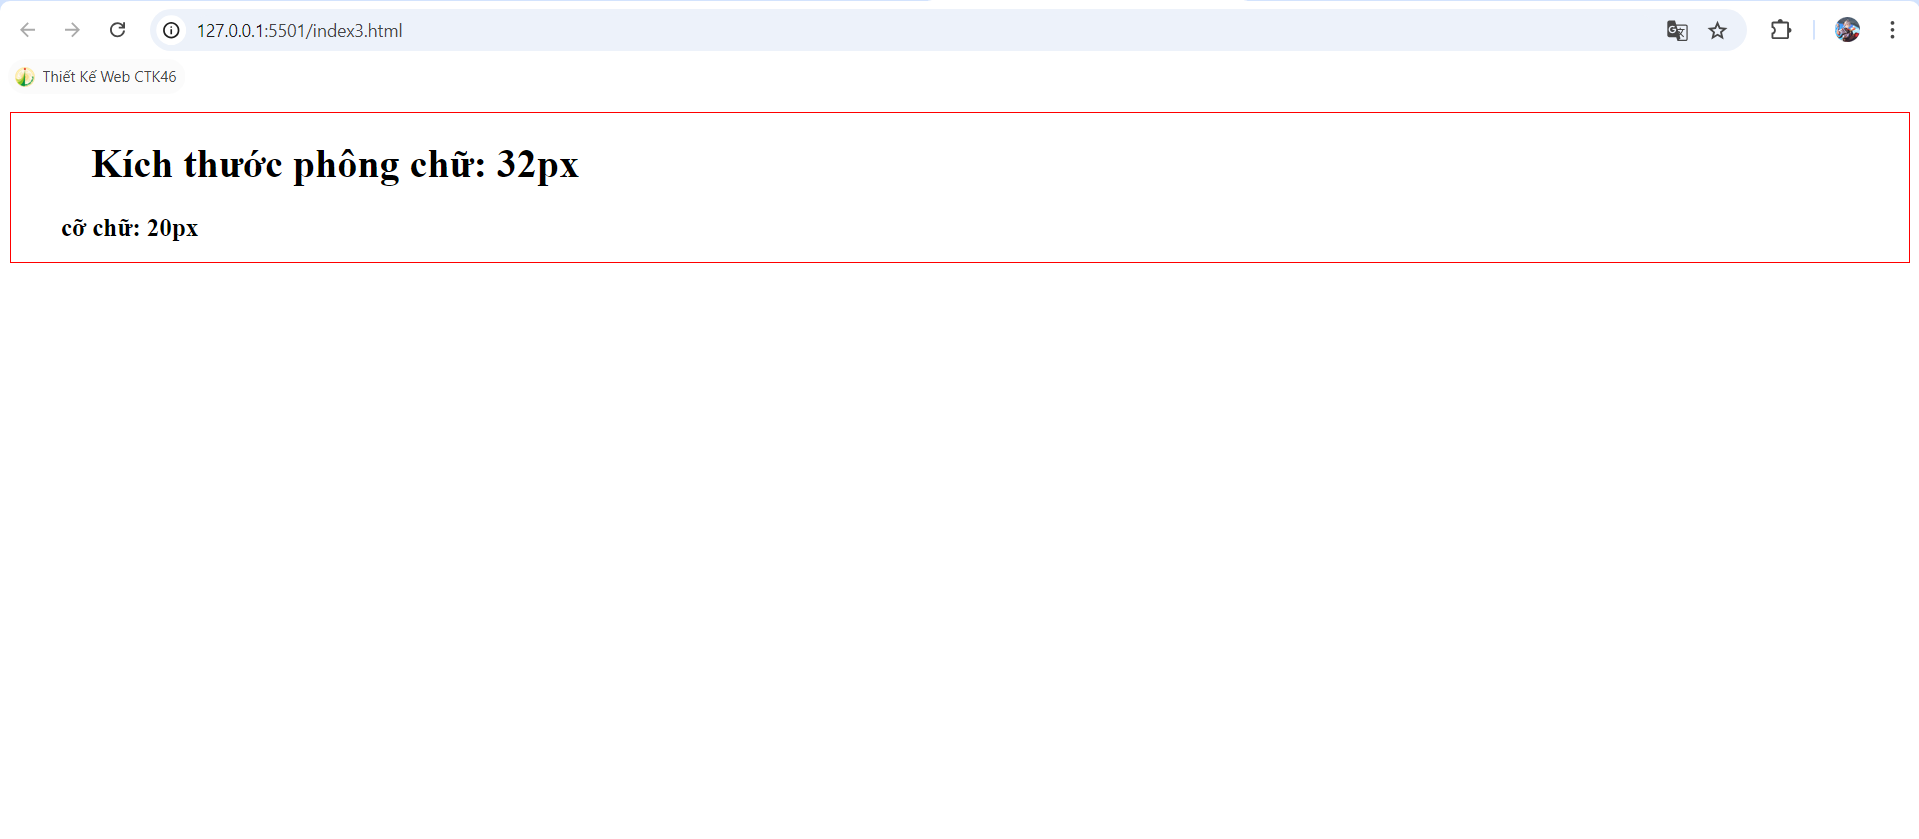 127.0.0.1:5501/index3.html
Thiết Kế Web CTK46
Kích thước phông chữ: 32px
cỡ chữ: 20px